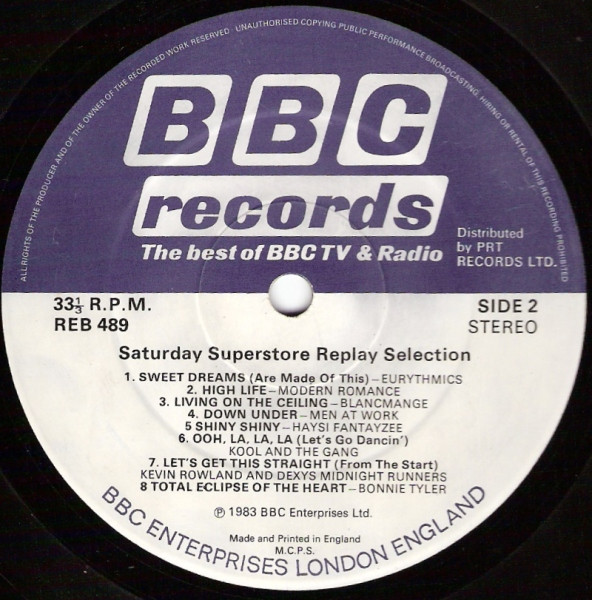 ALL RIGHTS OF THE PRODUCER AND OF THE OWNER OF THE RECORDED WORK RESERVED · UNAUTHORISED COPYING PUBLIC PERFORMANCE BROADCASTING, HIRING OR RENTAL OF THIS RECORDING PROHIBITED
BBC
records
The best of BBC TV & Radio
Distributed
by PRT
RECORDS LTD.
33⅓ R.P.M.
REB 489
SIDE 2
STEREO
Saturday Superstore Replay Selection
1. SWEET DREAMS (Are Made Of This) – EURYTHMICS
2. HIGH LIFE – MODERN ROMANCE
3. LIVING ON THE CEILING – BLANCMANGE
4. DOWN UNDER – MEN AT WORK
5 SHINY SHINY – HAYSI FANTAYZEE
6. OOH, LA, LA, LA (Let's Go Dancin')
KOOL AND THE GANG
7. LET'S GET THIS STRAIGHT (From The Start)
KEVIN ROWLAND AND DEXYS MIDNIGHT RUNNERS
8 TOTAL ECLIPSE OF THE HEART – BONNIE TYLER
℗ 1983 BBC Enterprises Ltd.
Made and Printed in England
M.C.P.S.
BBC ENTERPRISES LONDON ENGLAND